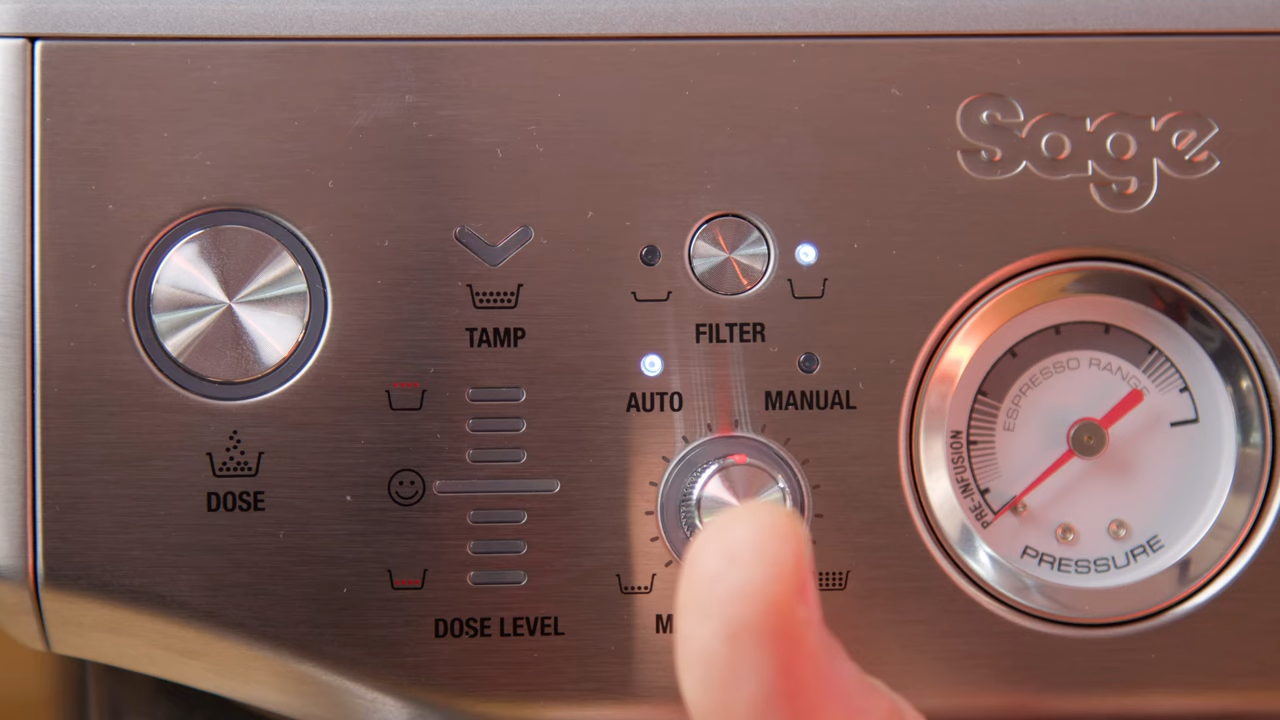 Sage
FILTER
TAMP
AUTO
MANUAL
ESPRESSO RANGE
PRE-INFUSION
DOSE
PRESSURE
DOSE LEVEL